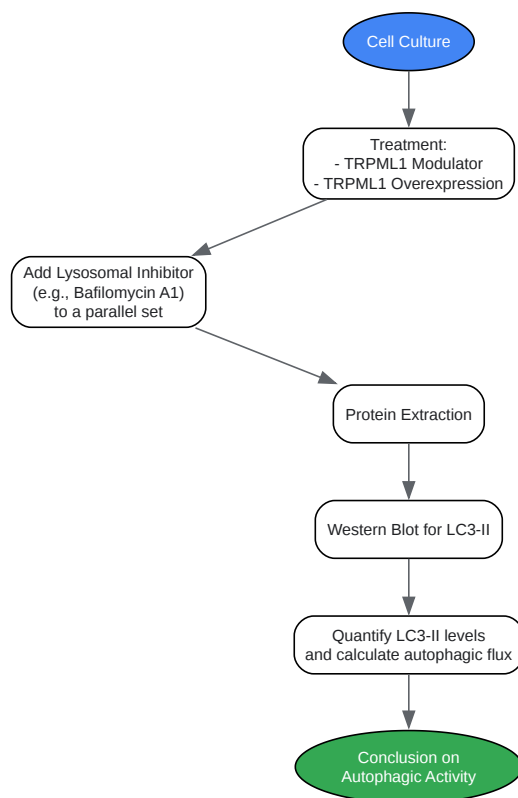 Cell Culture
Treatment:
- TRPML1 Modulator
- TRPML1 Overexpression
Add Lysosomal Inhibitor
(e.g., Bafilomycin A1)
to a parallel set
Protein Extraction
Western Blot for LC3-II
Quantify LC3-II levels
and calculate autophagic flux
Conclusion on
Autophagic Activity